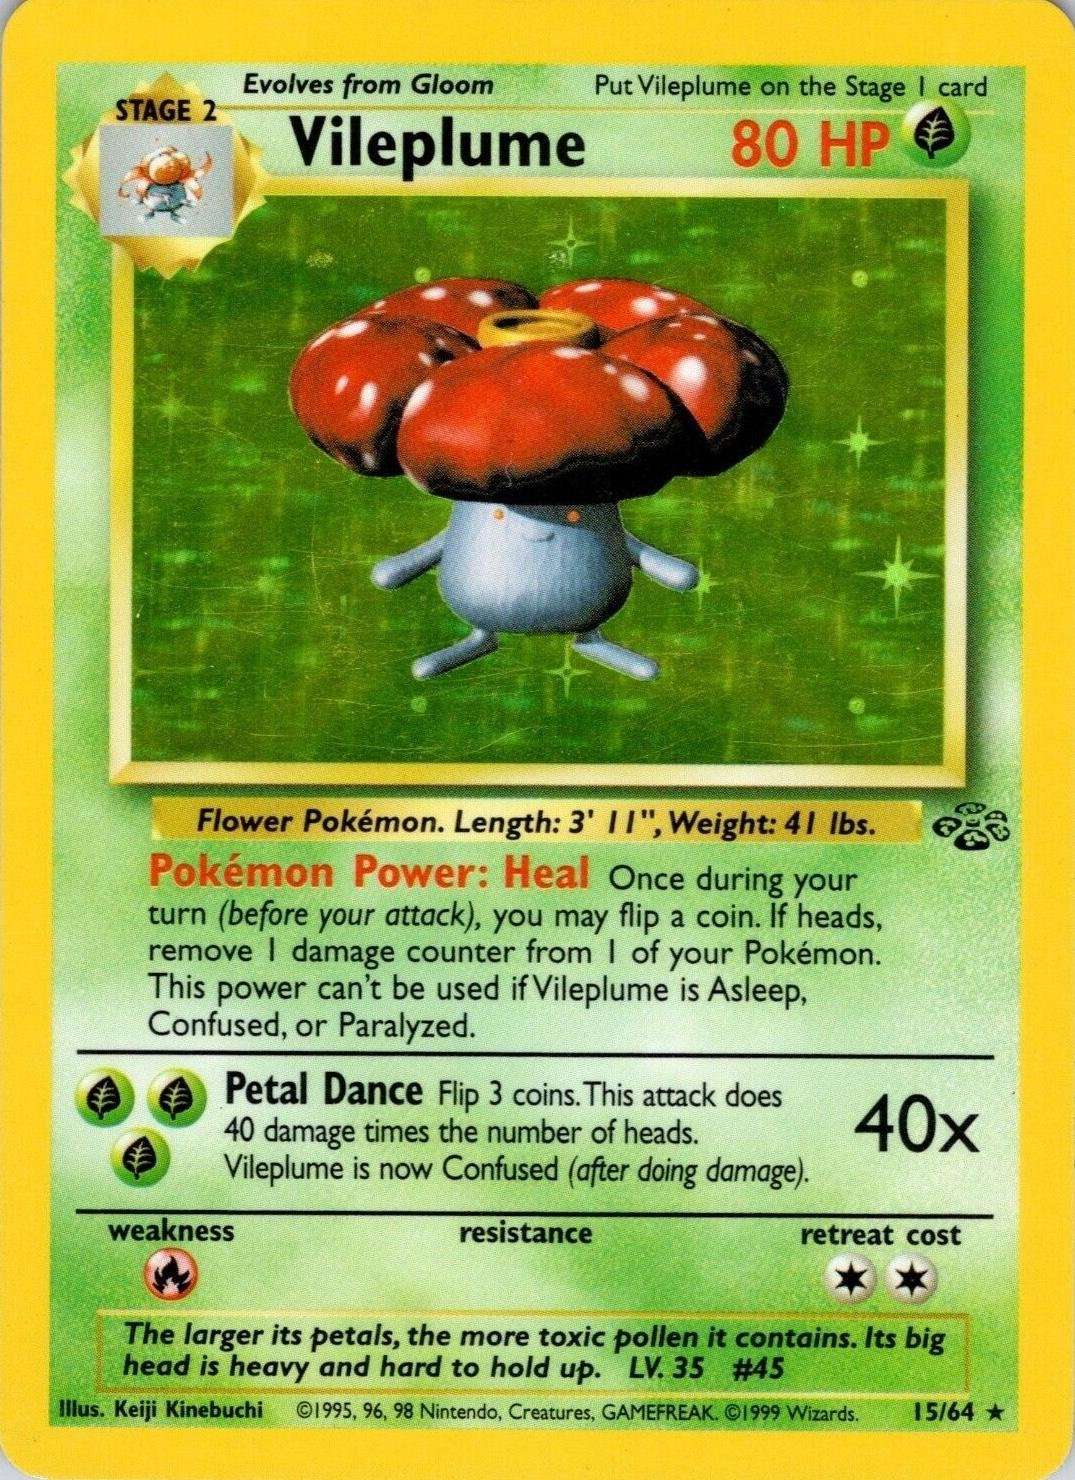 Evolves from Gloom Put Vileplume on the Stage 1 card
STAGE 2
Vileplume 80 HP
Flower Pokémon. Length: 3' 11", Weight: 41 lbs.
Pokémon Power: Heal Once during your
turn (before your attack), you may flip a coin. If heads,
remove 1 damage counter from 1 of your Pokémon.
This power can't be used if Vileplume is Asleep,
Confused, or Paralyzed.
Petal Dance Flip 3 coins. This attack does
40 damage times the number of heads.
Vileplume is now Confused (after doing damage).
40x
weakness resistance retreat cost
The larger its petals, the more toxic pollen it contains. Its big
head is heavy and hard to hold up. LV. 35 #45
Illus. Keiji Kinebuchi ©1995, 96, 98 Nintendo, Creatures, GAMEFREAK. ©1999 Wizards. 15/64 ★